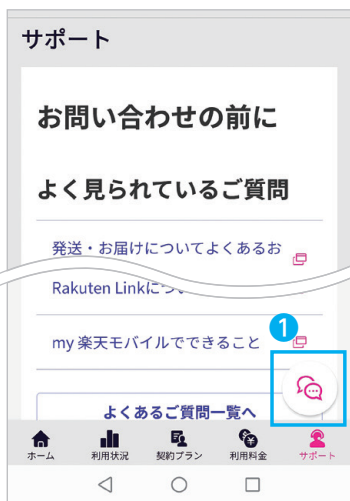 サポート
お問い合わせの前に
よく見られているご質問
発送・お届けについてよくあるお
Rakuten Linkに
my 楽天モバイルでできること
1
よくあるご質問一覧へ
ホーム 利用状況 契約プラン 利用料金 サポート